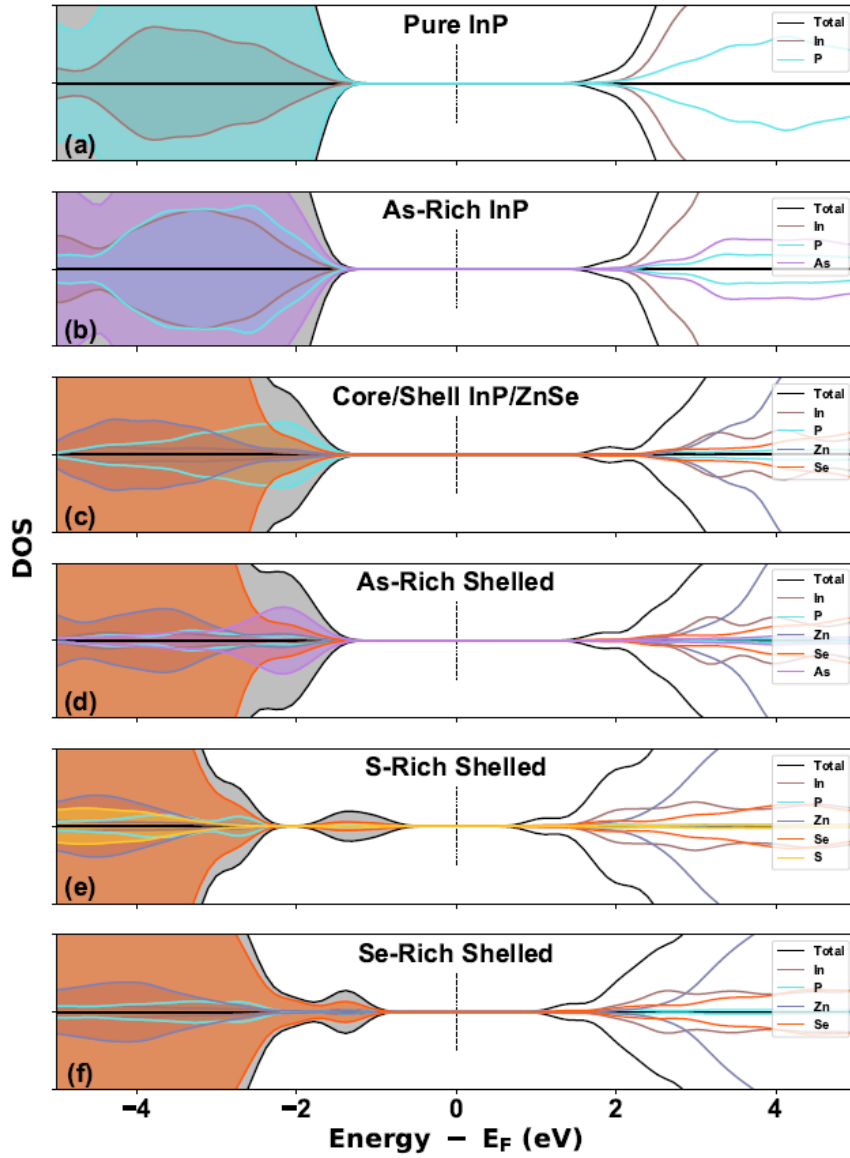 Pure InP
Total
In
P
(a)
As-Rich InP
Total
In
P
As
(b)
Core/Shell InP/ZnSe
Total
In
P
Zn
Se
(c)
DOS
As-Rich Shelled
Total
In
P
Zn
Se
As
(d)
S-Rich Shelled
Total
In
P
Zn
Se
S
(e)
Se-Rich Shelled
Total
In
P
Zn
Se
(f)
−4 −2 0 2 4
Energy − E_F (eV)